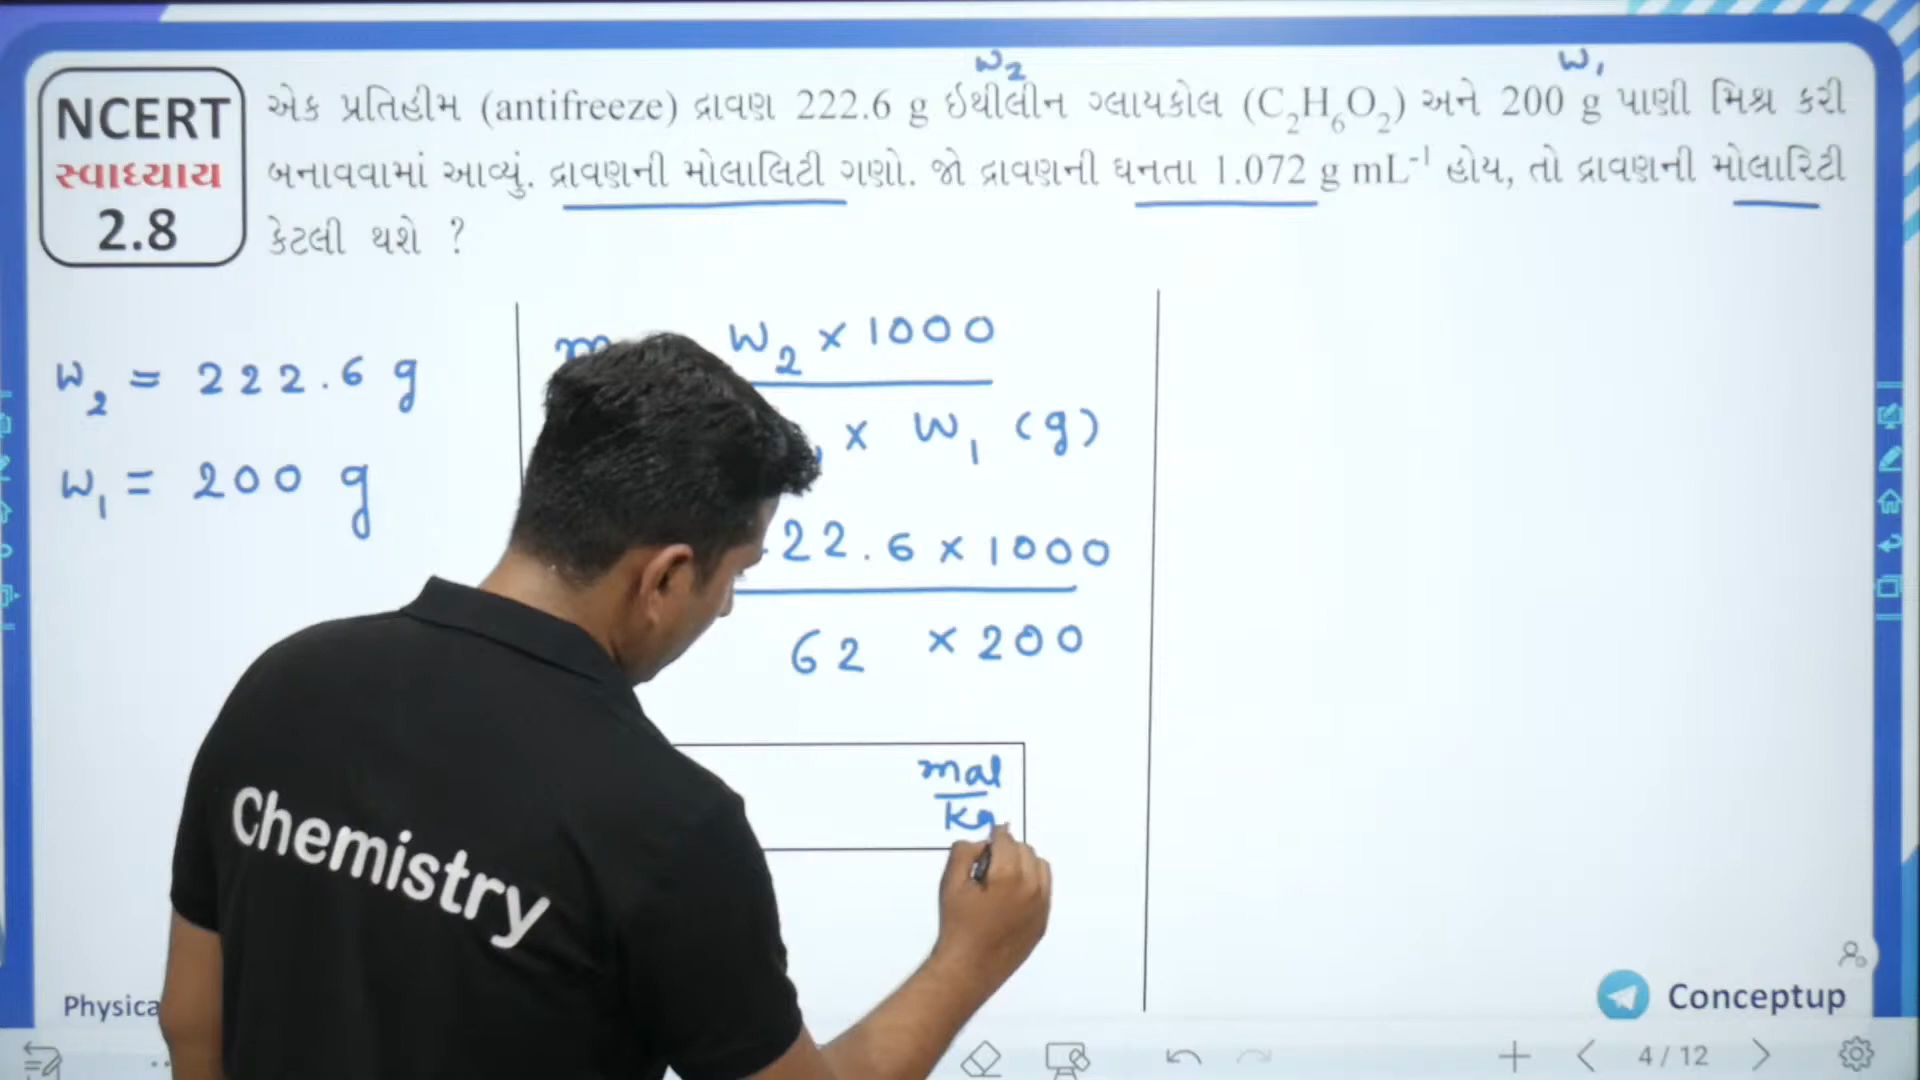 W₂ W₁
NCERT
સ્વાધ્યાય
2.8
એક પ્રતિહીમ (antifreeze) દ્રાવણ 222.6 g ઇથીલીન ગ્લાયકોલ (C₂H₆O₂) અને 200 g પાણી મિશ્ર કરી
બનાવવામાં આવ્યું. દ્રાવણની મોલાલિટી ગણો. જો દ્રાવણની ઘનતા 1.072 g mL⁻¹ હોય, તો દ્રાવણની મોલારિટી
કેટલી થશે ?
W₂ = 222.6 g
W₁ = 200 g
m W₂ × 1000
× W₁ (g)
22.6 × 1000
62 × 200
mol
kg
Chemistry
Physica
Conceptup
4 / 12